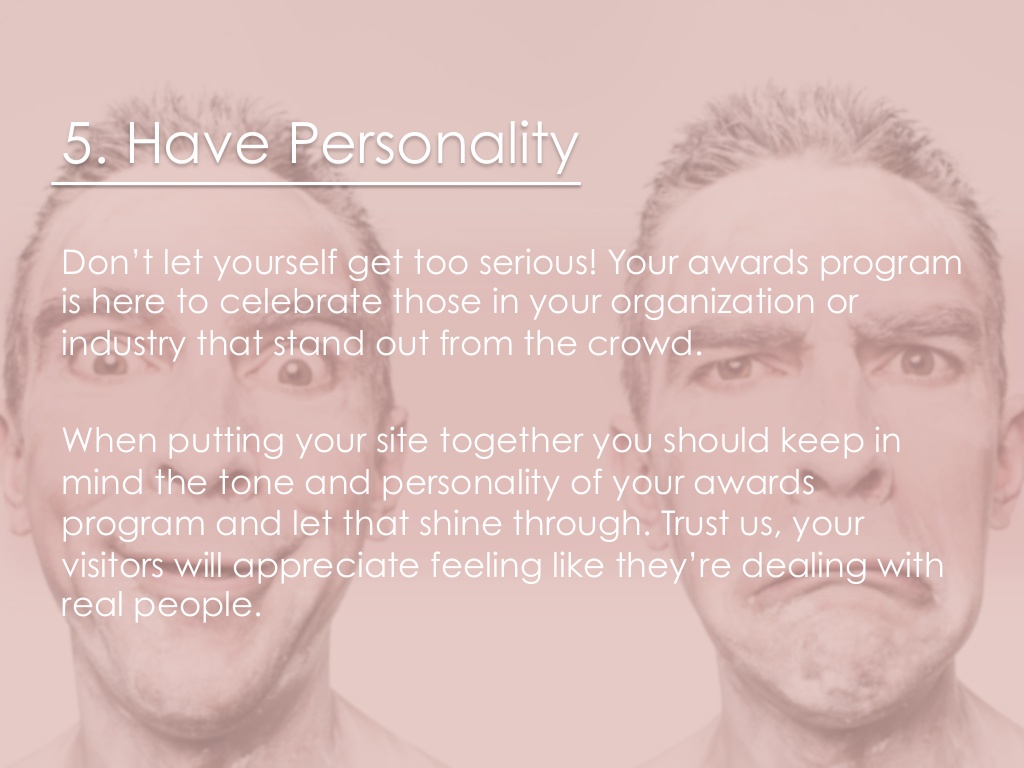 5. Have Personality
Don’t let yourself get too serious! Your awards program
is here to celebrate those in your organization or
industry that stand out from the crowd.
When putting your site together you should keep in
mind the tone and personality of your awards
program and let that shine through. Trust us, your
visitors will appreciate feeling like they’re dealing with
real people.